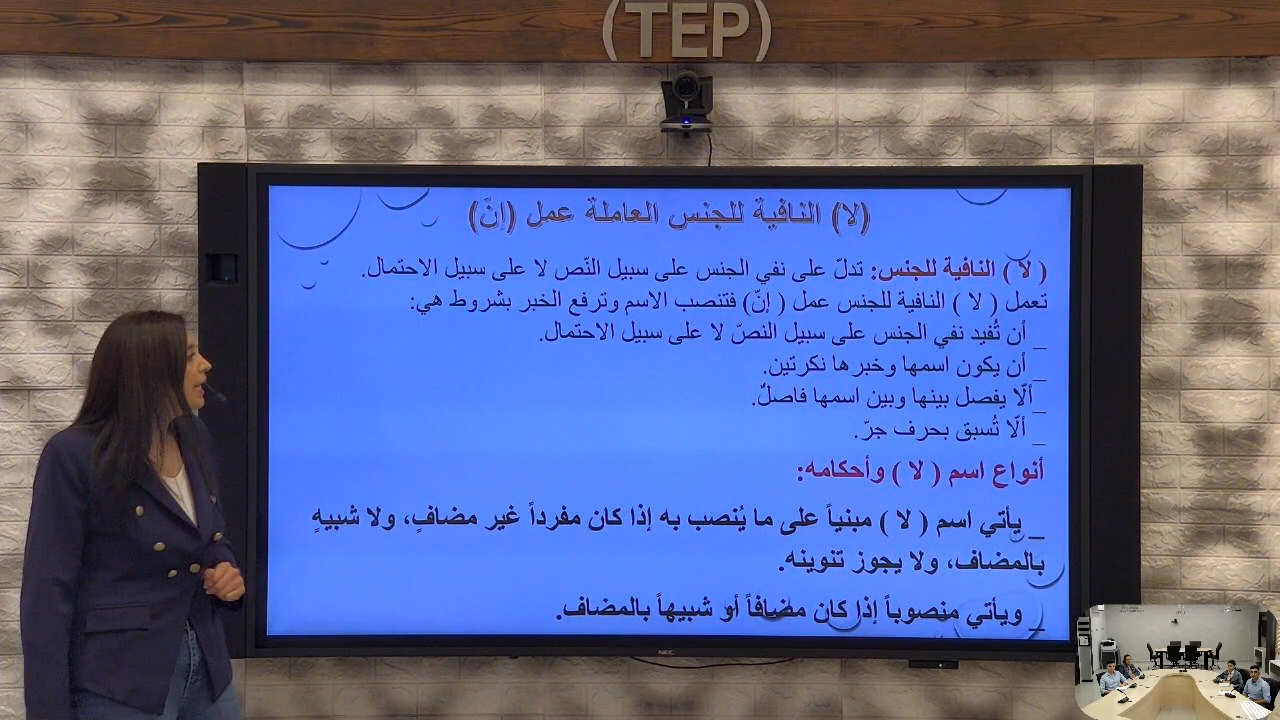 (TEP)
(لا) النافية للجنس العاملة عمل (إنّ)
( لا ) النافية للجنس: تدلّ على نفي الجنس على سبيل النّص لا على سبيل الاحتمال.
تعمل ( لا ) النافية للجنس عمل ( إنّ) فتنصب الاسم وترفع الخبر بشروط هي:
_ أن تُفيد نفي الجنس على سبيل النصّ لا على سبيل الاحتمال.
_ أن يكون اسمها وخبرها نكرتين.
_ ألّا يفصل بينها وبين اسمها فاصلٌ.
_ ألّا تُسبق بحرف جرّ.
أنواع اسم ( لا ) وأحكامه:
_ يأتي اسم ( لا ) مبنياً على ما يُنصب به إذا كان مفرداً غير مضافٍ، ولا شبيهٍ
بالمضاف، ولا يجوز تنوينه.
_ ويأتي منصوباً إذا كان مضافاً أو شبيهاً بالمضاف.
NEC